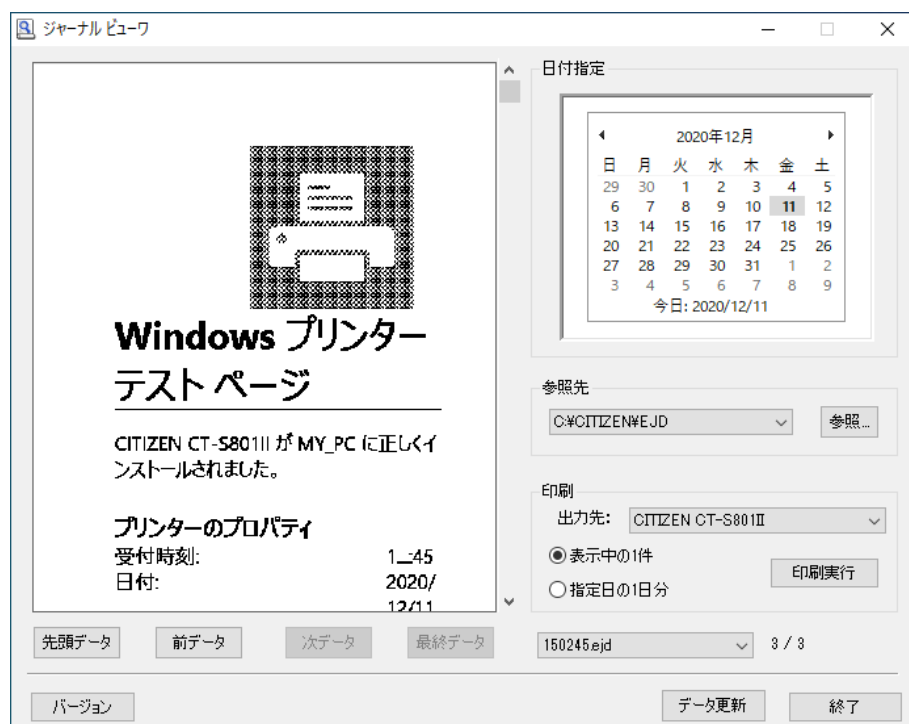 ジャーナル ビューワ
Windows プリンター
テスト ページ
CITIZEN CT-S801II が MY_PC に正しくイ
ンストールされました。
プリンターのプロパティ
受付時刻:
日付: 2020/
12/11
日付指定
2020年12月
日 月 火 水 木 金 土
29 30 1 2 3 4 5
6 7 8 9 10 11 12
13 14 15 16 17 18 19
20 21 22 23 24 25 26
27 28 29 30 31 1 2
3 4 5 6 7 8 9
今日: 2020/12/11
参照先
C:¥CITIZEN¥EJD
参照...
印刷
出力先: CITIZEN CT-S801Ⅱ
表示中の1件
指定日の1日分
印刷実行
先頭データ 前データ 次データ 最終データ 150245.ejd 3 / 3
バージョン データ更新 終了